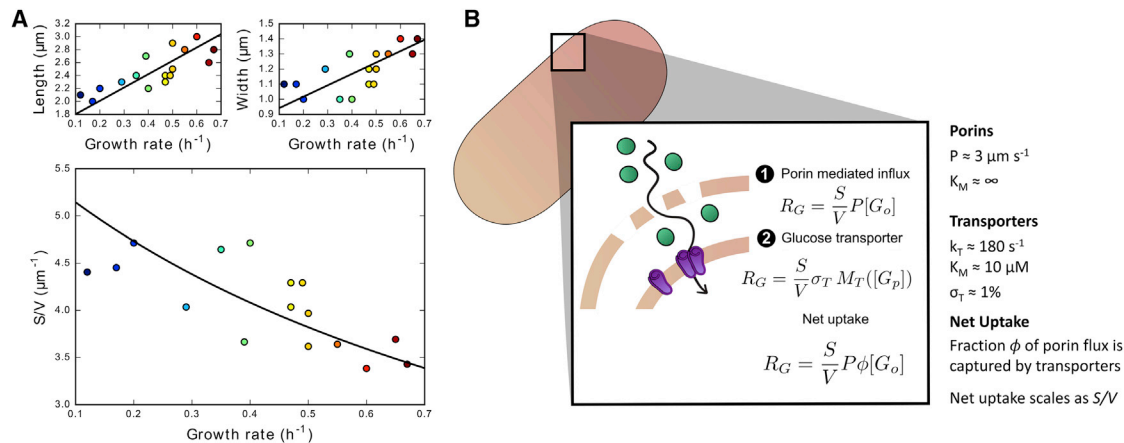 A
Length (µm)
3.2
3.0
2.8
2.6
2.4
2.2
2.0
1.8
0.1 0.2 0.3 0.4 0.5 0.6 0.7
Growth rate (h⁻¹)
Width (µm)
1.5
1.4
1.3
1.2
1.1
1.0
0.9
0.1 0.2 0.3 0.4 0.5 0.6 0.7
Growth rate (h⁻¹)
S/V (µm⁻¹)
5.5
5.0
4.5
4.0
3.5
3.0
0.1 0.2 0.3 0.4 0.5 0.6 0.7
Growth rate (h⁻¹)
B
1 Porin mediated influx
R_G = S/V P[G_o]
2 Glucose transporter
R_G = S/V σ_T M_T([G_p])
Net uptake
R_G = S/V Pϕ[G_o]
Porins
P ≈ 3 µm s⁻¹
K_M ≈ ∞
Transporters
k_T ≈ 180 s⁻¹
K_M ≈ 10 µM
σ_T ≈ 1%
Net Uptake
Fraction ϕ of porin flux is
captured by transporters
Net uptake scales as S/V